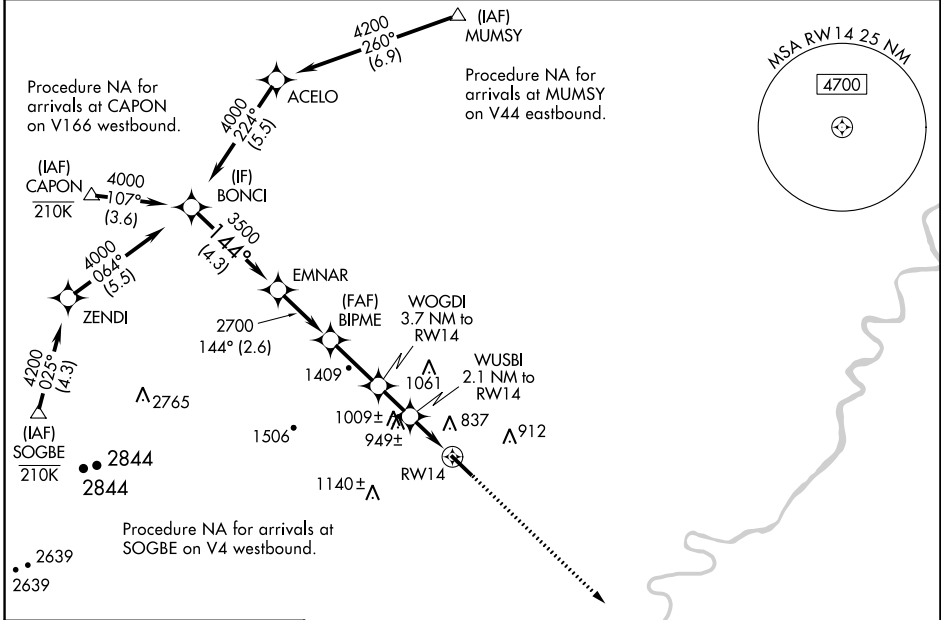 4200
260°
(6.9)
(IAF)
MUMSY
MSA RW14 25 NM
4700
Procedure NA for
arrivals at CAPON
on V166 westbound.
ACELO
Procedure NA for
arrivals at MUMSY
on V44 eastbound.
4000
224°
(5.5)
(IAF)
CAPON
210K
4000
107°
(3.6)
(IF)
BONCI
3500
144°
(4.3)
4000
064°
(5.5)
ZENDI
EMNAR
2700
144° (2.6)
(FAF)
BIPME
WOGDI
3.7 NM to
RW14
4200
025°
(4.3)
(IAF)
SOGBE
210K
2765
1409
1061
WUSBI
2.1 NM to
RW14
1009±
949±
837
912
1506
RW14
2844
2844
1140±
Procedure NA for arrivals at
SOGBE on V4 westbound.
2639
2639